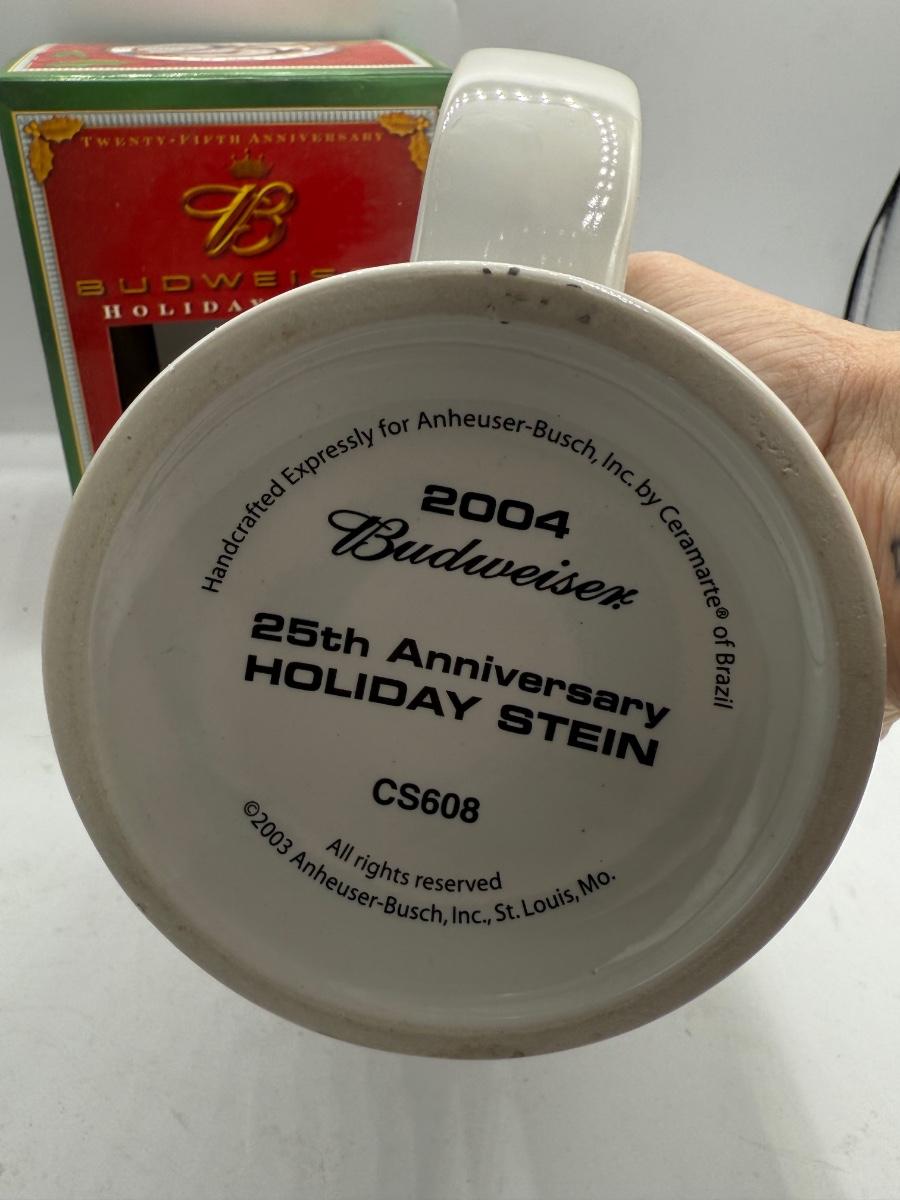 TWENTY-FIFTH ANNIVERSARY
B
BUDWEIS
HOLIDAY
Handcrafted Expressly for Anheuser-Busch, Inc. by Ceramarte® of Brazil
2004
Budweiser
25th Anniversary
HOLIDAY STEIN
CS608
All rights reserved
©2003 Anheuser-Busch, Inc., St. Louis, Mo.